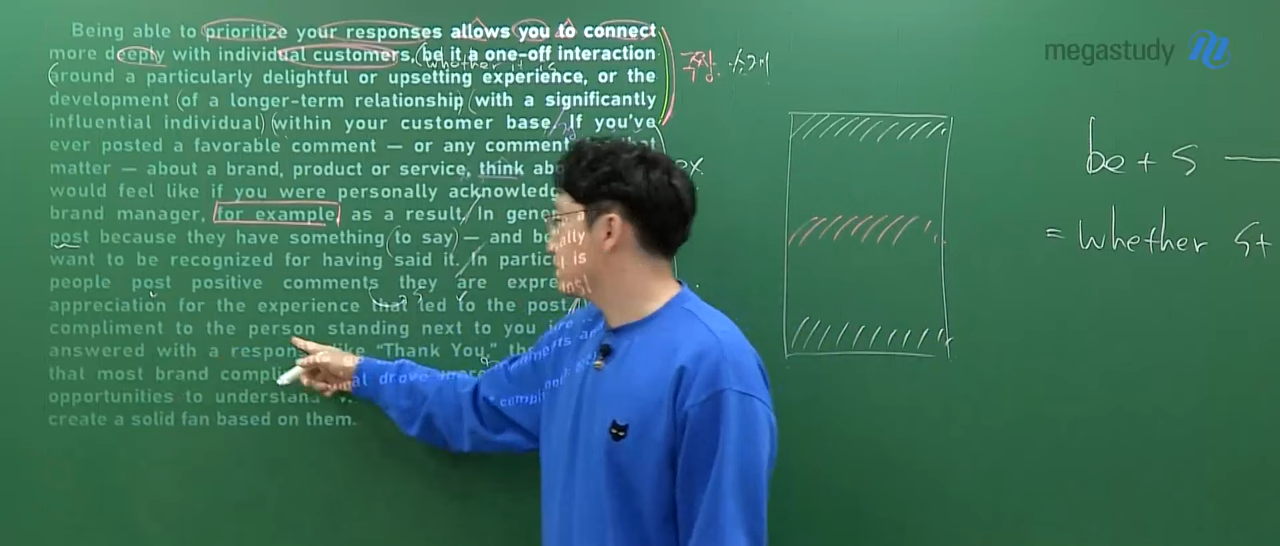 Being able to prioritize your responses allows you to connect
more deeply with individual customers, be it a one-off interaction
around a particularly delightful or upsetting experience, or the
development of a longer-term relationship with a significantly
influential individual within your customer base. If you've
ever posted a favorable comment — or any comment
matter — about a brand, product or service, think
would feel like if you were personally
brand manager, for example, as a result. In
post because they have something to say — and
want to be recognized for having said it. In
people post positive comments they are
appreciation for the experience that led to the
compliment to the person standing next to you
answered with a like "Thank You,"
that most brand
opportunities to understand
create a solid fan based on them.
whether it is
주장
ex.
megastudy
be + S —
= whether S +